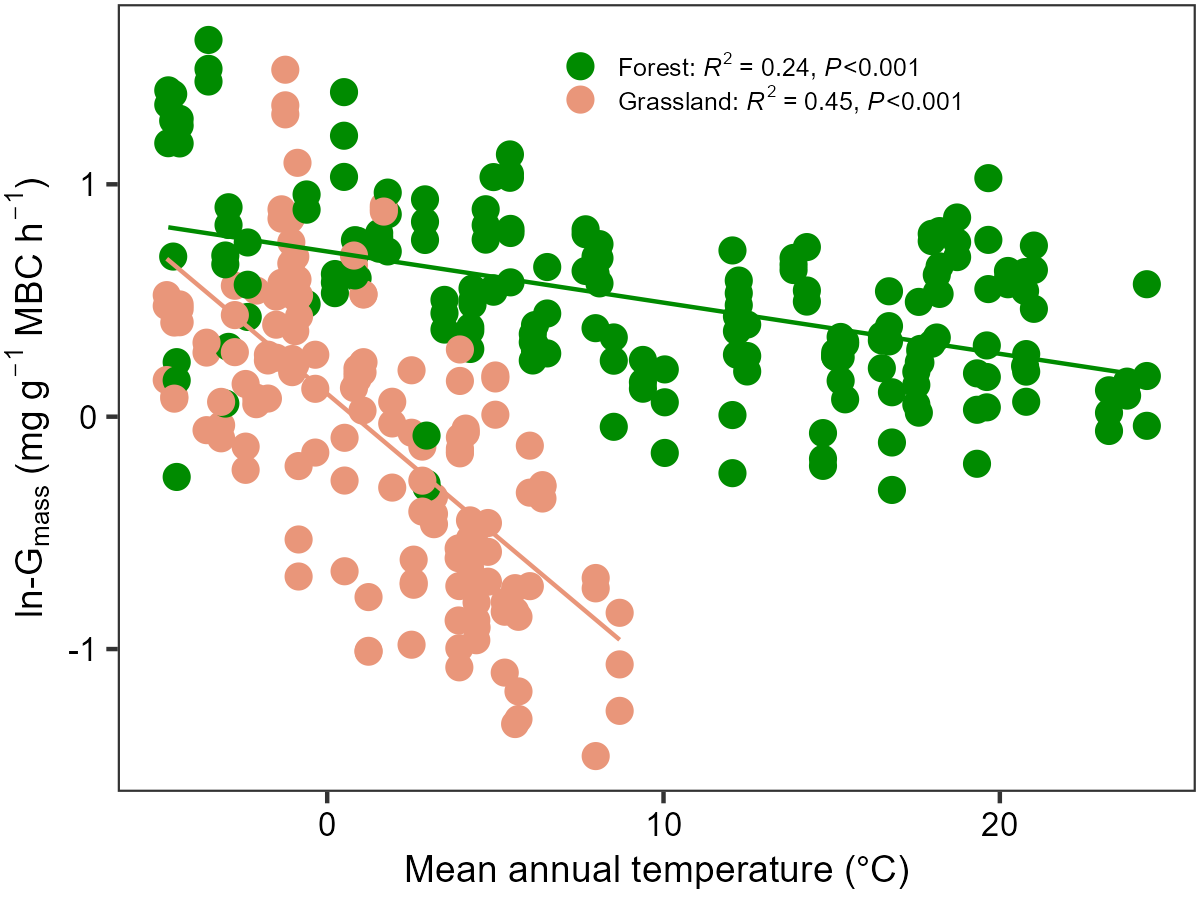 Forest: R² = 0.24, P<0.001
Grassland: R² = 0.45, P<0.001
ln-Gmass (mg g⁻¹ MBC h⁻¹)
1
0
-1
0 10 20
Mean annual temperature (°C)